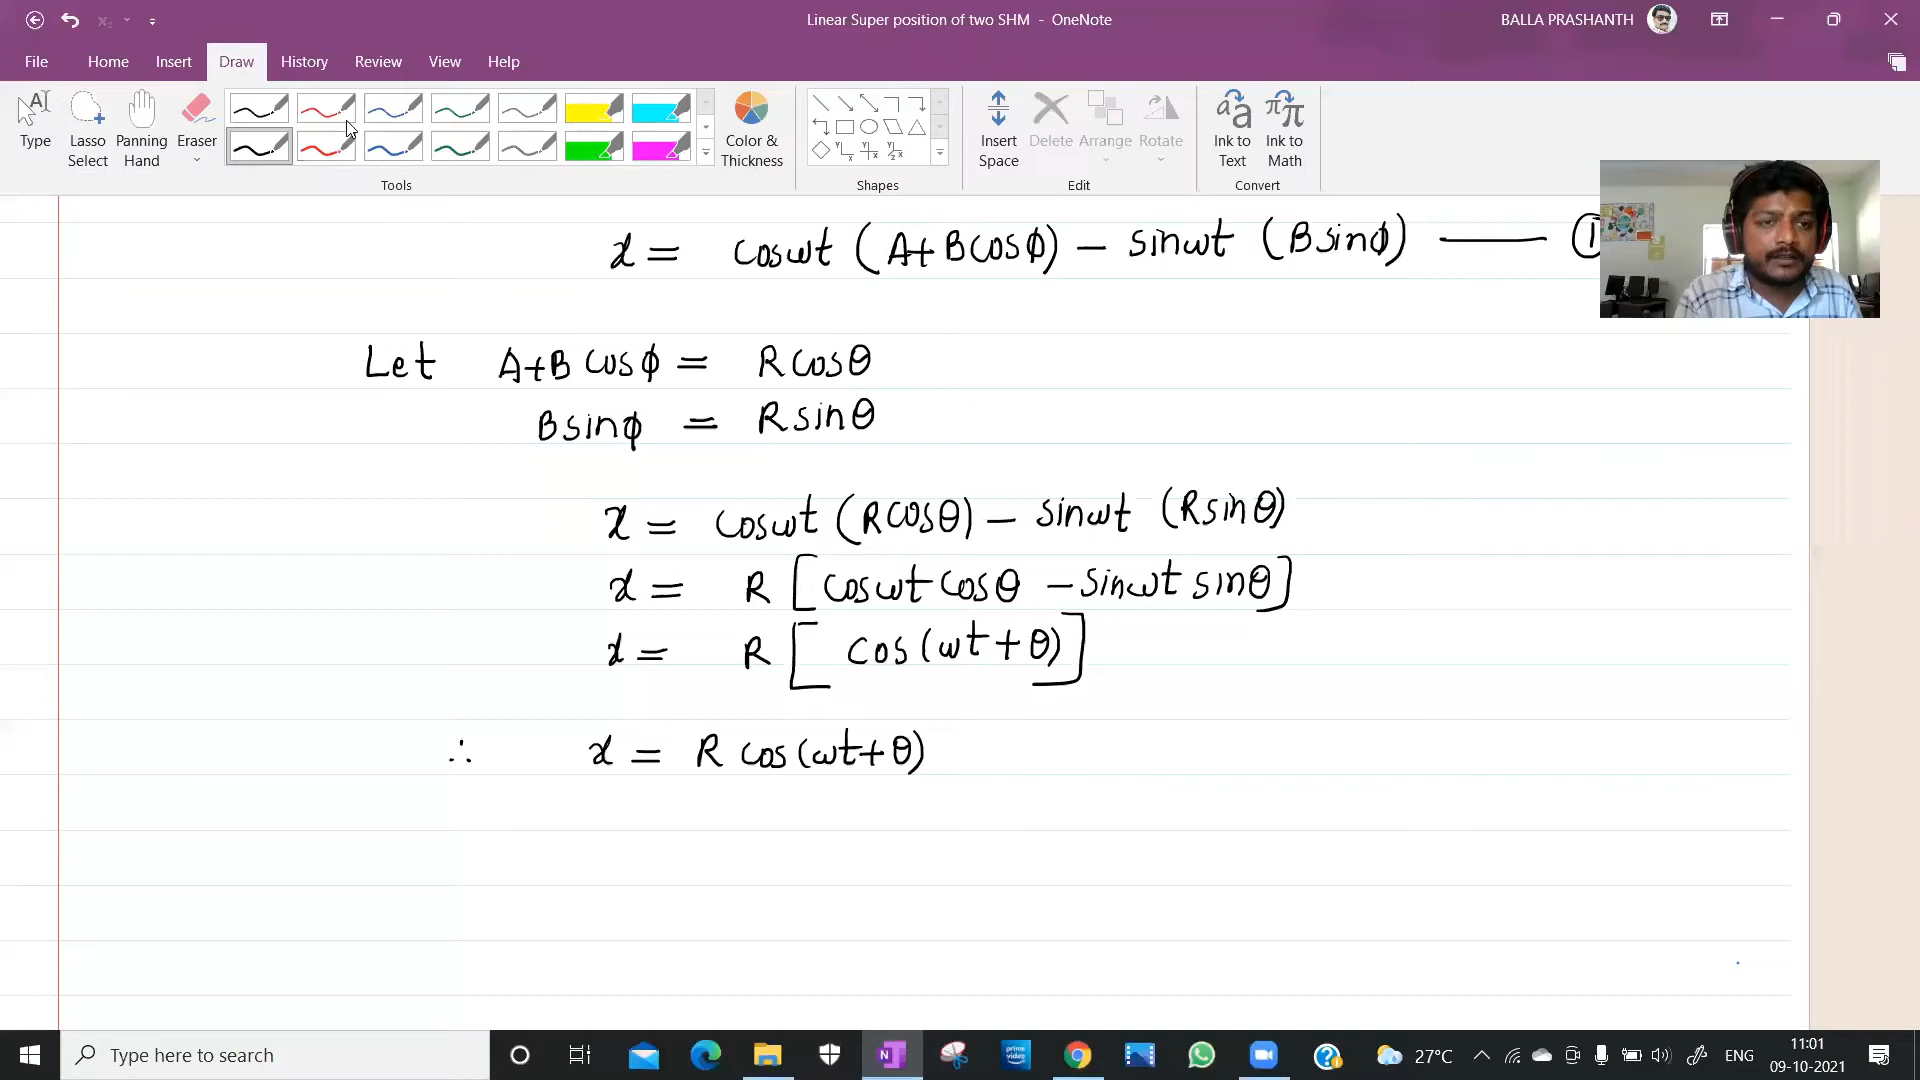 Linear Super position of two SHM - OneNote
BALLA PRASHANTH
File Home Insert Draw History Review View Help
Type
Lasso Select
Panning Hand
Eraser
Color & Thickness
Insert Space
Delete
Arrange
Rotate
Ink to Text
Ink to Math
Tools Shapes Edit Convert
x = cosωt (A+Bcosφ) − sinωt (Bsinφ) —— ①
Let A+B cosφ = Rcosθ
Bsinφ = Rsinθ
x = cosωt (Rcosθ) − sinωt (Rsinθ)
x = R [cosωt cosθ − sinωt sinθ]
x = R [ cos(ωt+θ)]
∴ x = R cos(ωt+θ)
Type here to search
27°C
ENG
11:01
09-10-2021